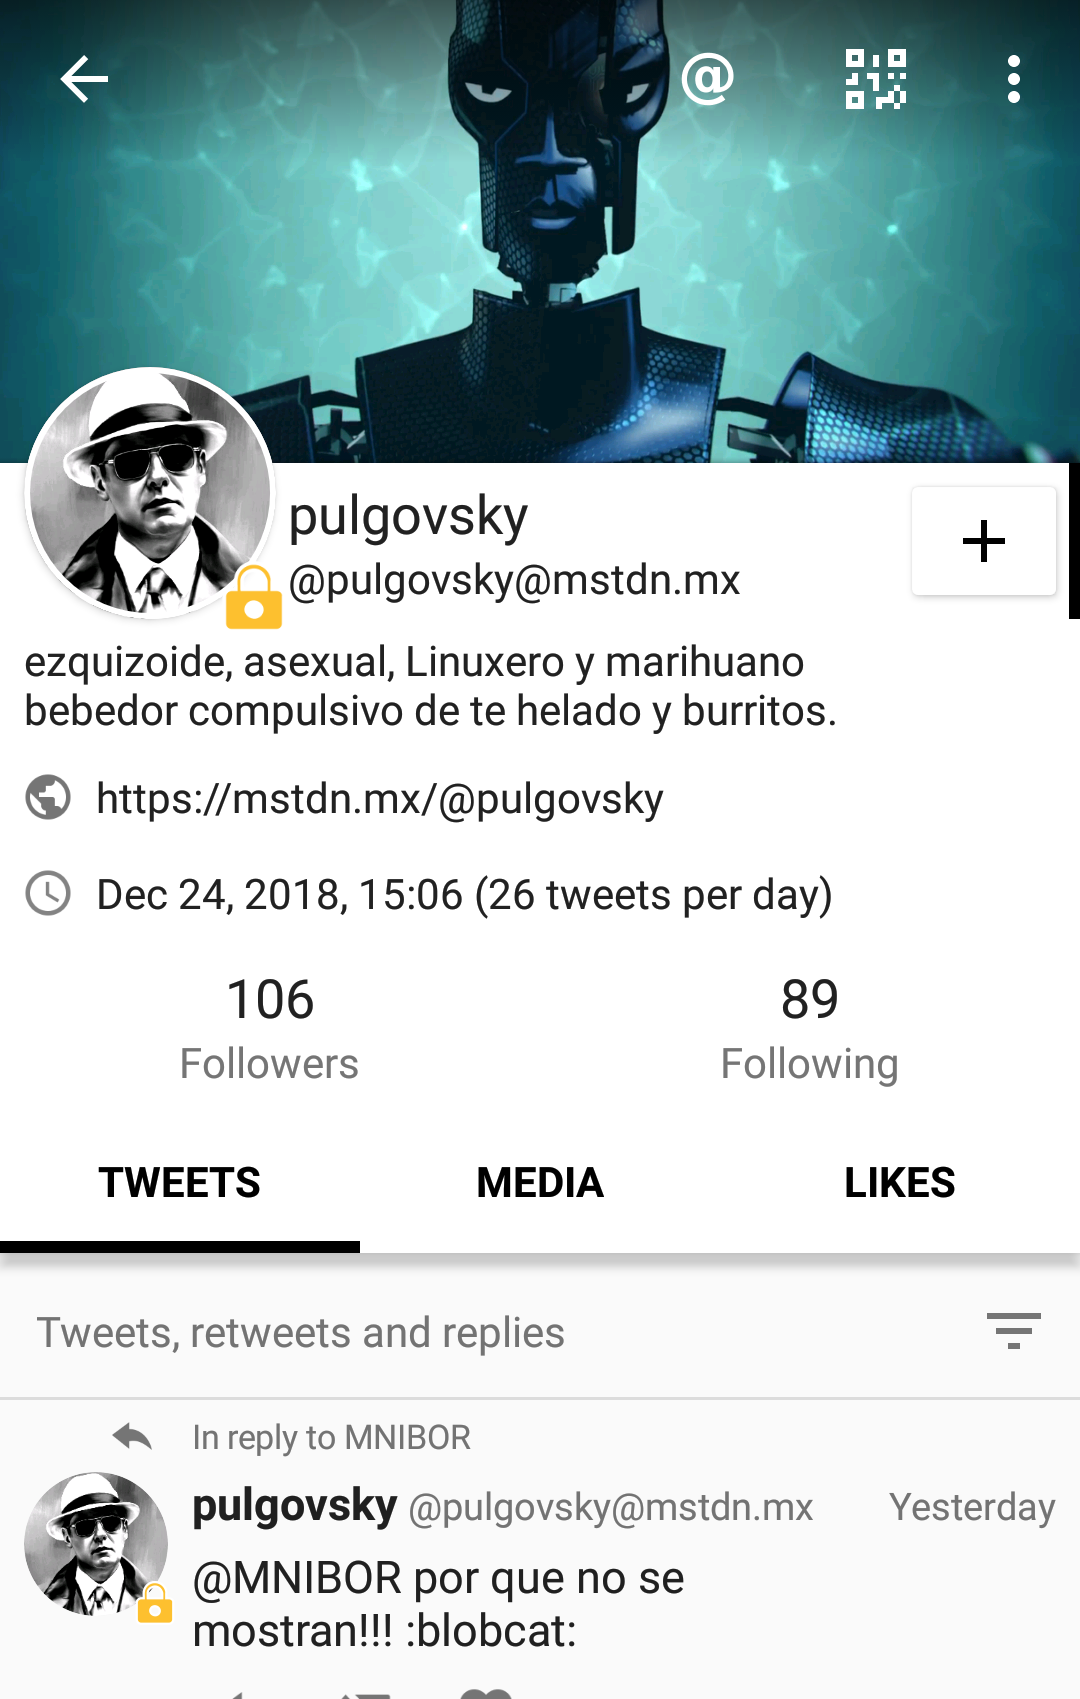 @
pulgovsky
@pulgovsky@mstdn.mx
ezquizoide, asexual, Linuxero y marihuano
bebedor compulsivo de te helado y burritos.
https://mstdn.mx/@pulgovsky
Dec 24, 2018, 15:06 (26 tweets per day)
106
Followers
89
Following
TWEETS
MEDIA
LIKES
Tweets, retweets and replies
In reply to MNIBOR
pulgovsky @pulgovsky@mstdn.mx Yesterday
@MNIBOR por que no se
mostran!!! :blobcat: